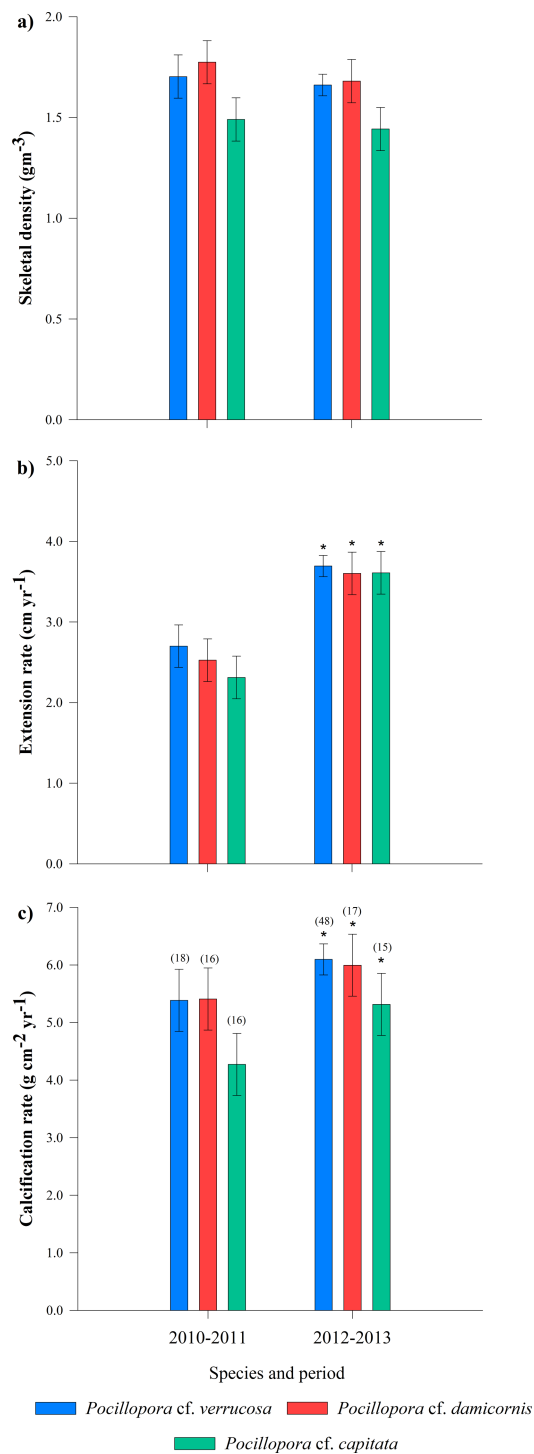 a)
Skeletal density (gm-3)
2.0
1.5
1.0
0.5
0.0
b)
Extension rate (cm yr-1)
5.0
4.0
3.0
2.0
1.0
0.0
* * *
c)
Calcification rate (g cm-2 yr-1)
7.0
6.0
5.0
4.0
3.0
2.0
1.0
0.0
(18) (16) (16) (48) (17) (15)
* * *
2010-2011 2012-2013
Species and period
Pocillopora cf. verrucosa Pocillopora cf. damicornis
Pocillopora cf. capitata